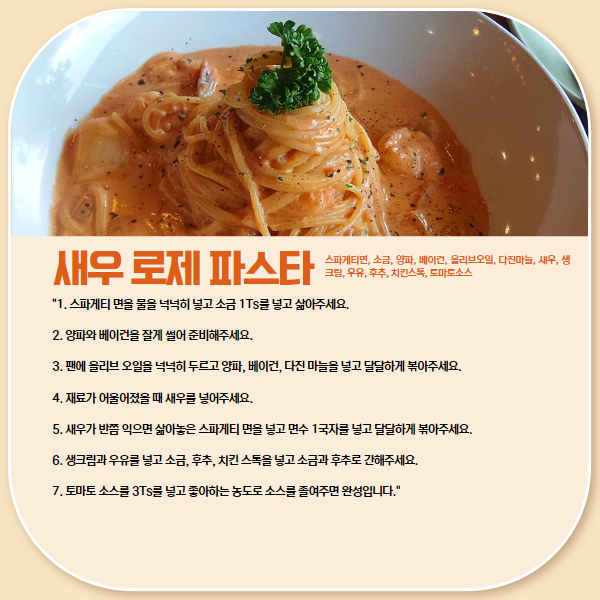 새우 로제 파스타
스파게티면, 소금, 양파, 베이컨, 올리브오일, 다진마늘, 새우, 생
크림, 우유, 후추, 치킨스톡, 토마토소스
"1. 스파게티 면을 물을 넉넉히 넣고 소금 1Ts를 넣고 삶아주세요.
2. 양파와 베이컨을 잘게 썰어 준비해주세요.
3. 팬에 올리브 오일을 넉넉히 두르고 양파, 베이컨, 다진 마늘을 넣고 달달하게 볶아주세요.
4. 재료가 어울어졌을 때 새우를 넣어주세요.
5. 새우가 반쯤 익으면 삶아놓은 스파게티 면을 넣고 면수 1국자를 넣고 달달하게 볶아주세요.
6. 생크림과 우유를 넣고 소금, 후추, 치킨 스톡을 넣고 소금과 후추로 간해주세요.
7. 토마토 소스를 3Ts를 넣고 좋아하는 농도로 소스를 졸여주면 완성입니다."